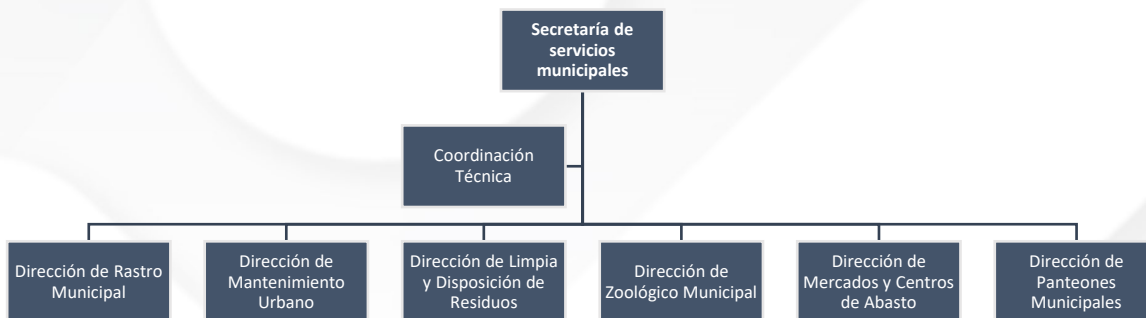 Secretaría de
servicios
municipales
Coordinación
Técnica
Dirección de Rastro
Municipal
Dirección de
Mantenimiento
Urbano
Dirección de Limpia
y Disposición de
Residuos
Dirección de
Zoológico Municipal
Dirección de
Mercados y Centros
de Abasto
Dirección de
Panteones
Municipales